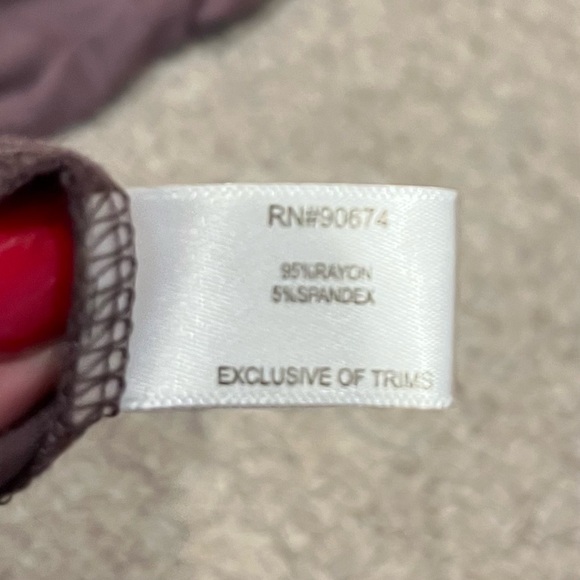 RN#90674
95%RAYON
5%SPANDEX
EXCLUSIVE OF TRIMS